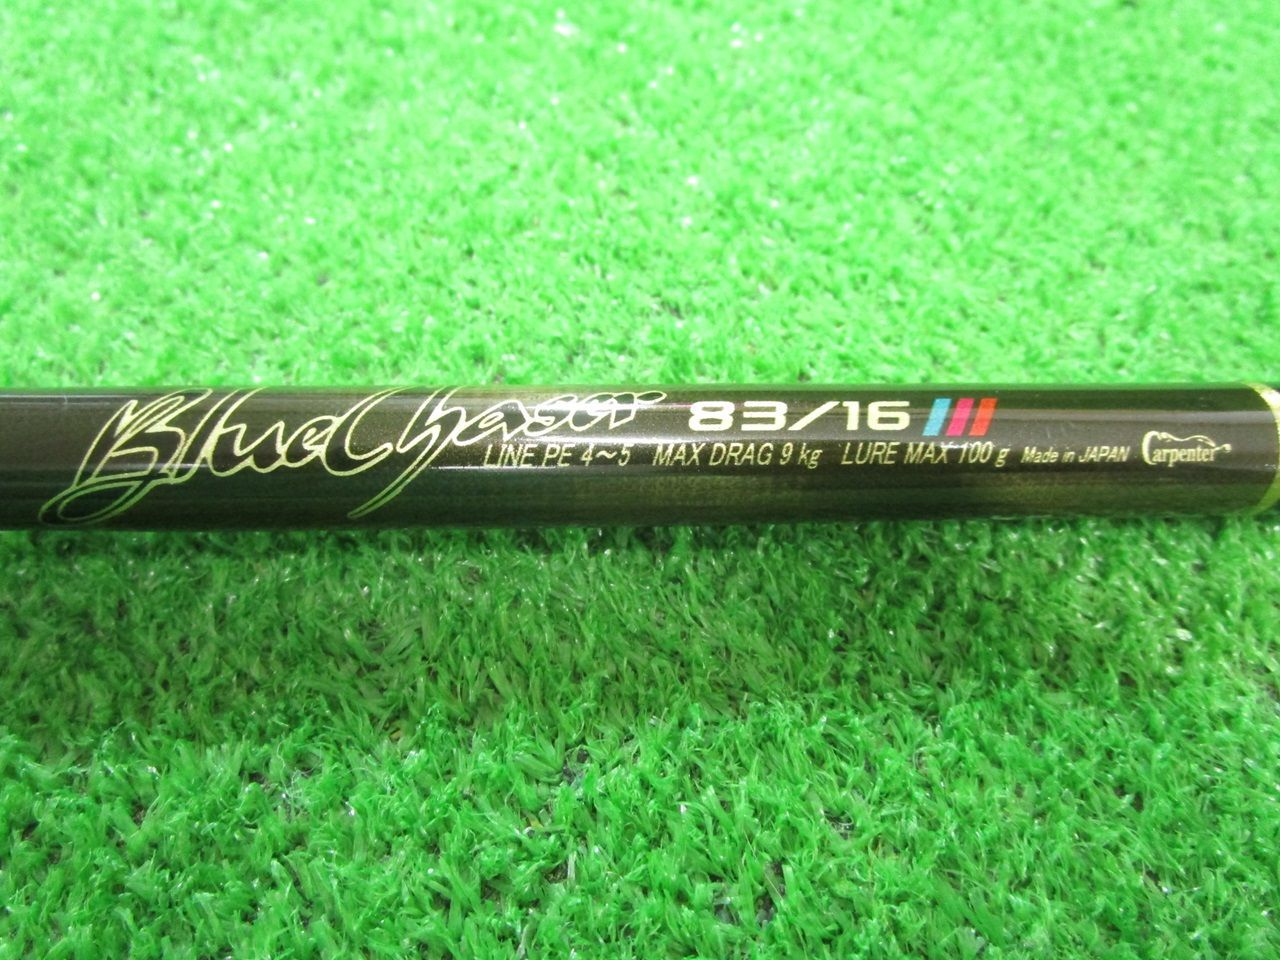 BlueChaser 83/16
LINE PE 4~5 MAX DRAG 9 kg LURE MAX 100 g Made in JAPAN Carpenter